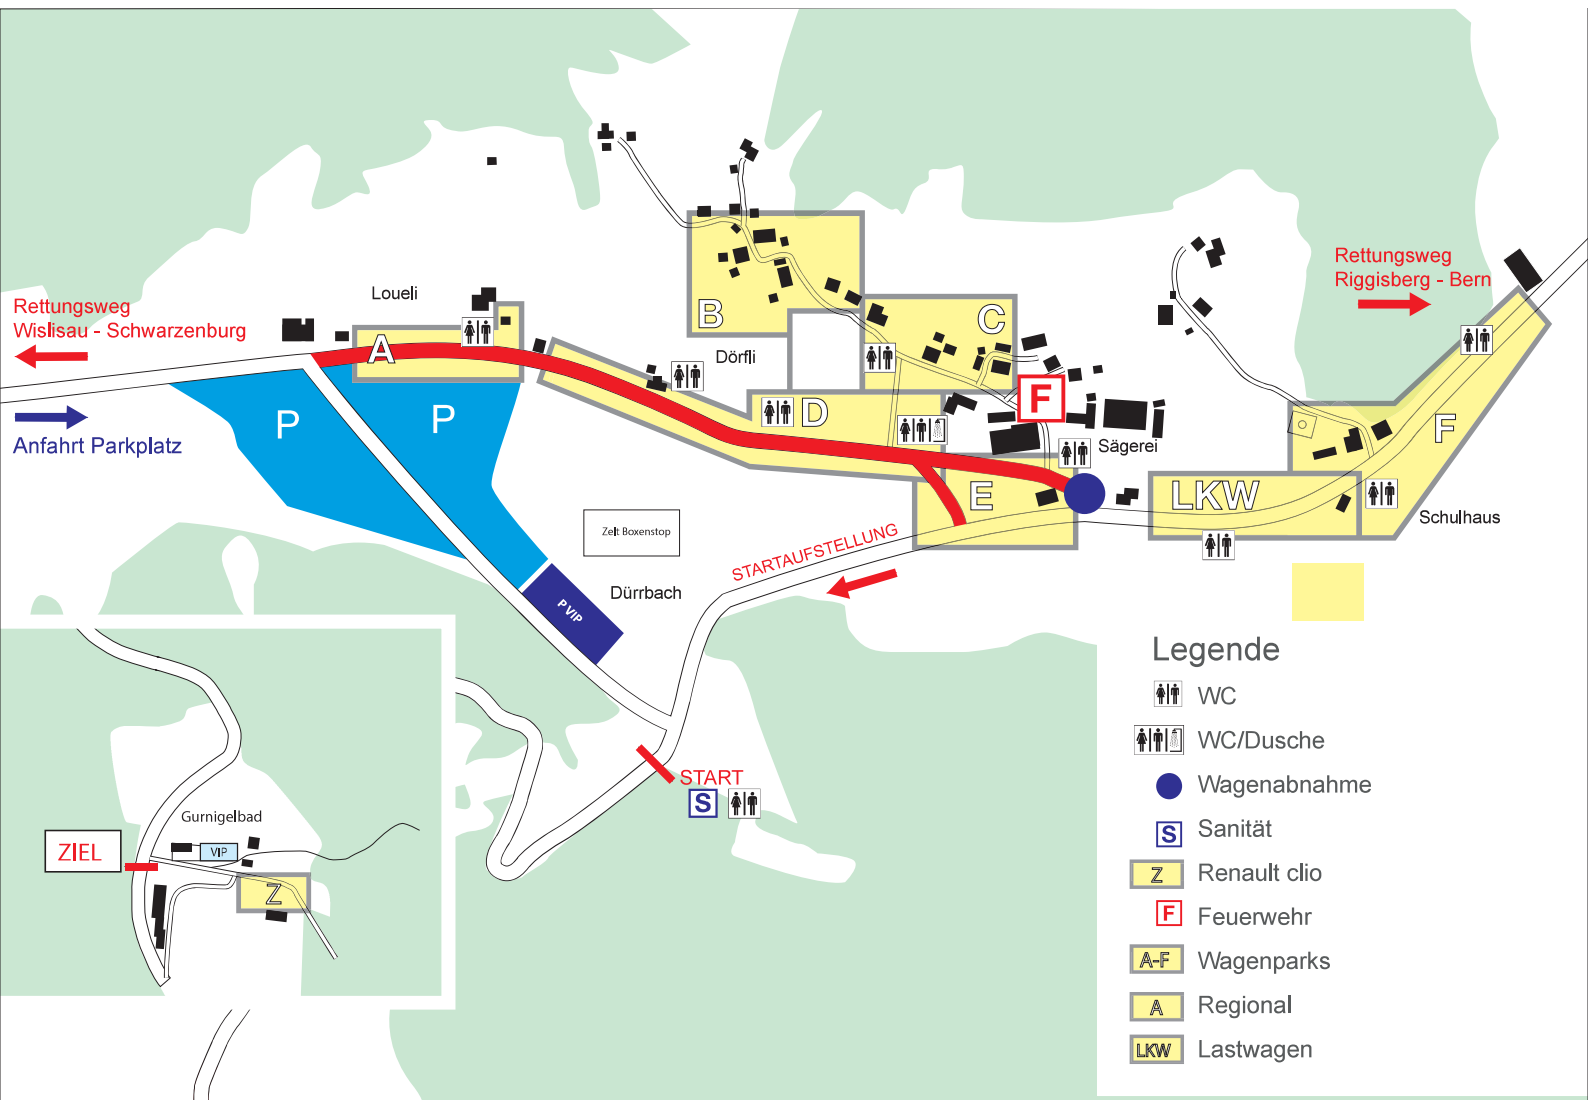 Rettungsweg
Riggisberg - Bern
Loueli
Rettungsweg
Wislisau - Schwarzenburg
B
C
A
Dörfli
P
P
D
F
F
Anfahrt Parkplatz
Sägerei
E
LKW
Schulhaus
Zelt Boxenstop
STARTAUFSTELLUNG
Dürrbach
P VIP
START
S
Gurnigelbad
ZIEL
VIP
Z
Legende
WC
WC/Dusche
Wagenabnahme
S Sanität
Z Renault clio
F Feuerwehr
A-F Wagenparks
A Regional
LKW Lastwagen